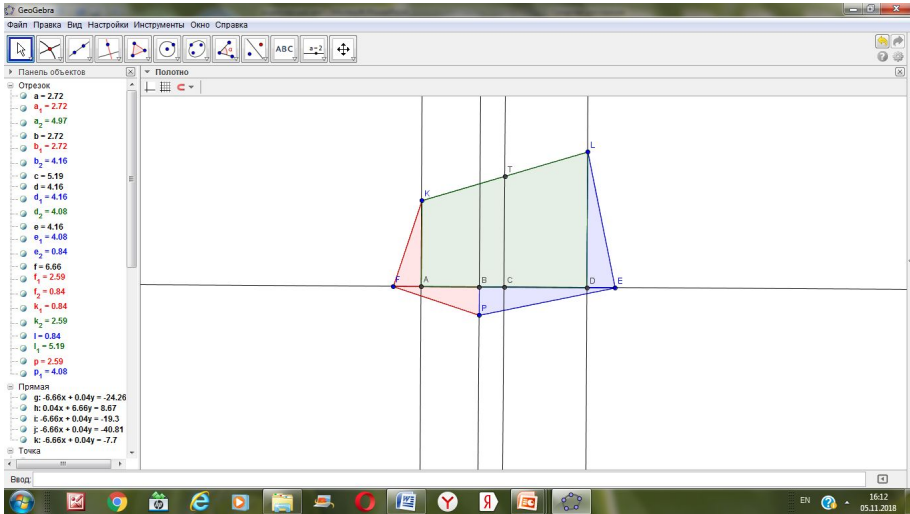 GeoGebra
Файл Правка Вид Настройки Инструменты Окно Справка
ABC
a=2
Панель объектов
Полотно
Отрезок
a = 2.72
a₁ = 2.72
a₂ = 4.97
b = 2.72
b₁ = 2.72
b₂ = 4.16
c = 5.19
d = 4.16
d₁ = 4.16
d₂ = 4.08
e = 4.16
e₁ = 4.08
e₂ = 0.84
f = 6.66
f₁ = 2.59
f₂ = 0.84
k₁ = 0.84
k₂ = 2.59
l = 0.84
l₁ = 5.19
p = 2.59
p₁ = 4.08
Прямая
g: -6.66x + 0.04y = -24.26
h: 0.04x + 6.66y = 8.67
i: -6.66x + 0.04y = -19.3
j: -6.66x + 0.04y = -40.81
k: -6.66x + 0.04y = -7.7
Точка
L
T
K
F A B C D E
P
Ввод:
EN
16:12
05.11.2018